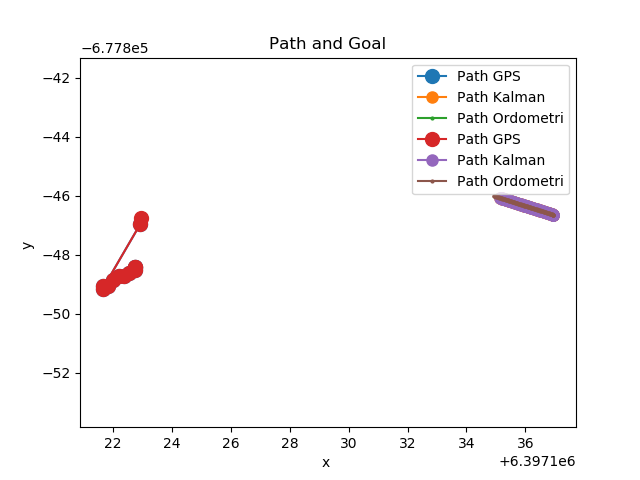 Path and Goal
−6.778e5
−42
−44
−46
−48
−50
−52
y
Path GPS
Path Kalman
Path Ordometri
Path GPS
Path Kalman
Path Ordometri
22
24
26
28
30
32
34
36
x
+6.3971e6